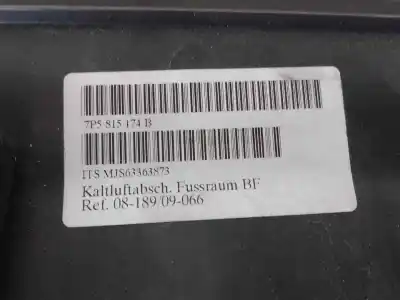 7P5 815 174 B
ITS MJS63363873
Kaltluftabsch. Fussraum BF
Ref. 08-189/09-066